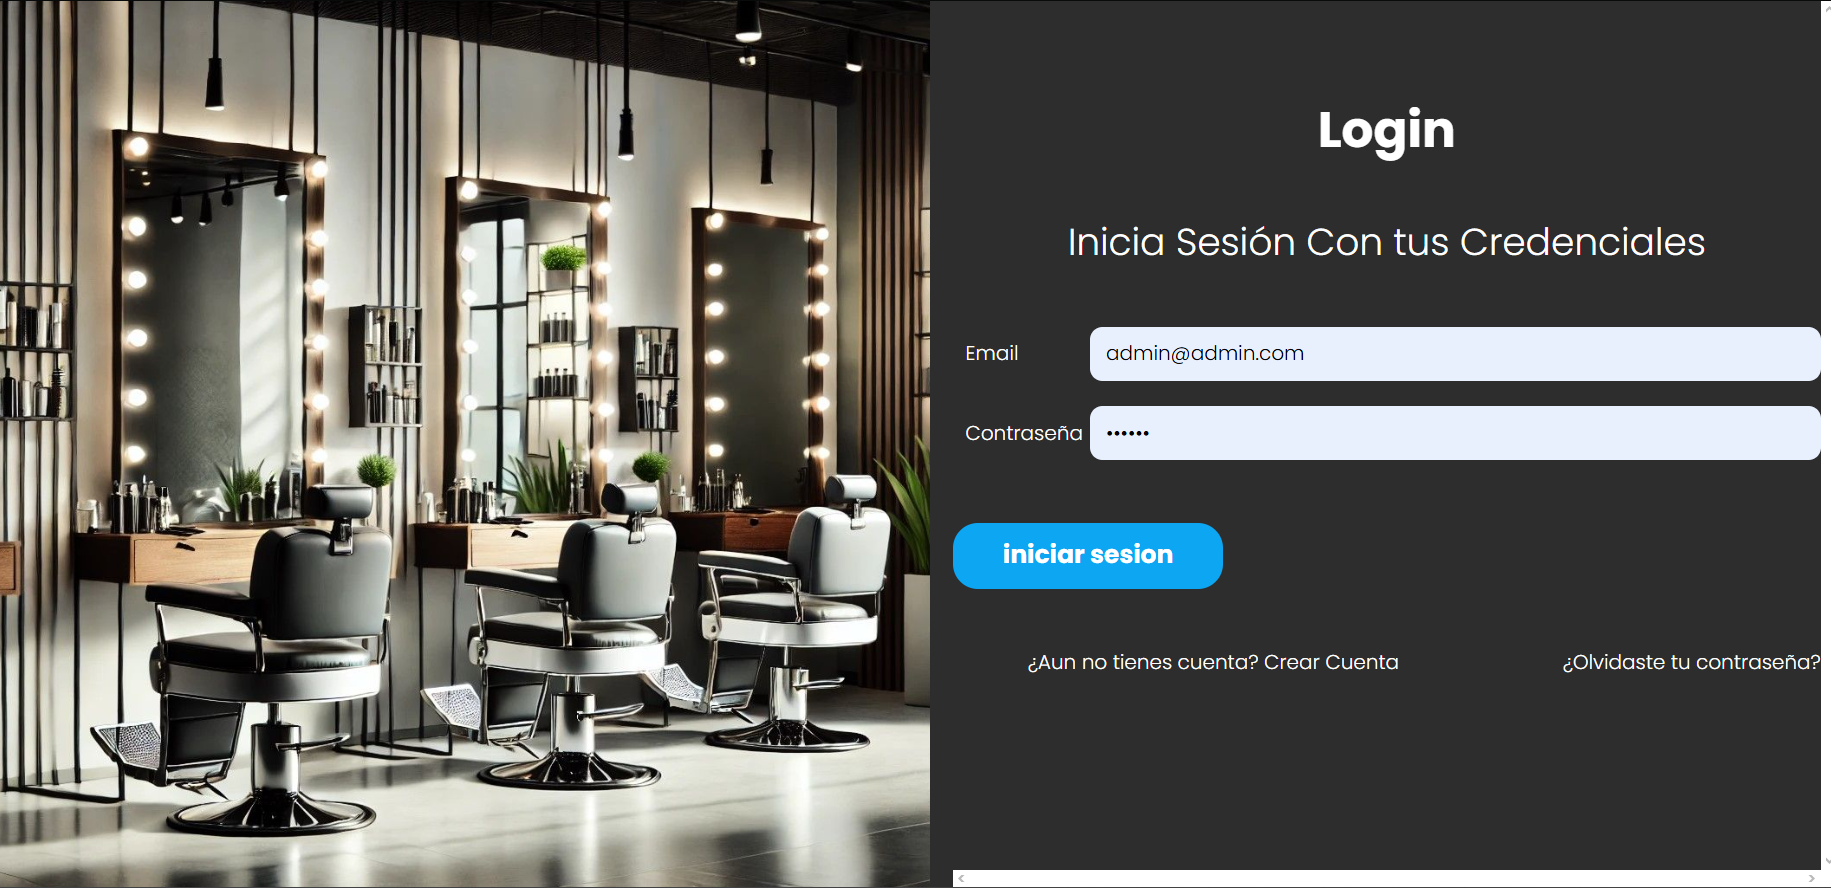 Login
Inicia Sesión Con tus Credenciales
Email admin@admin.com
Contraseña ••••••
iniciar sesion
¿Aun no tienes cuenta? Crear Cuenta ¿Olvidaste tu contraseña?